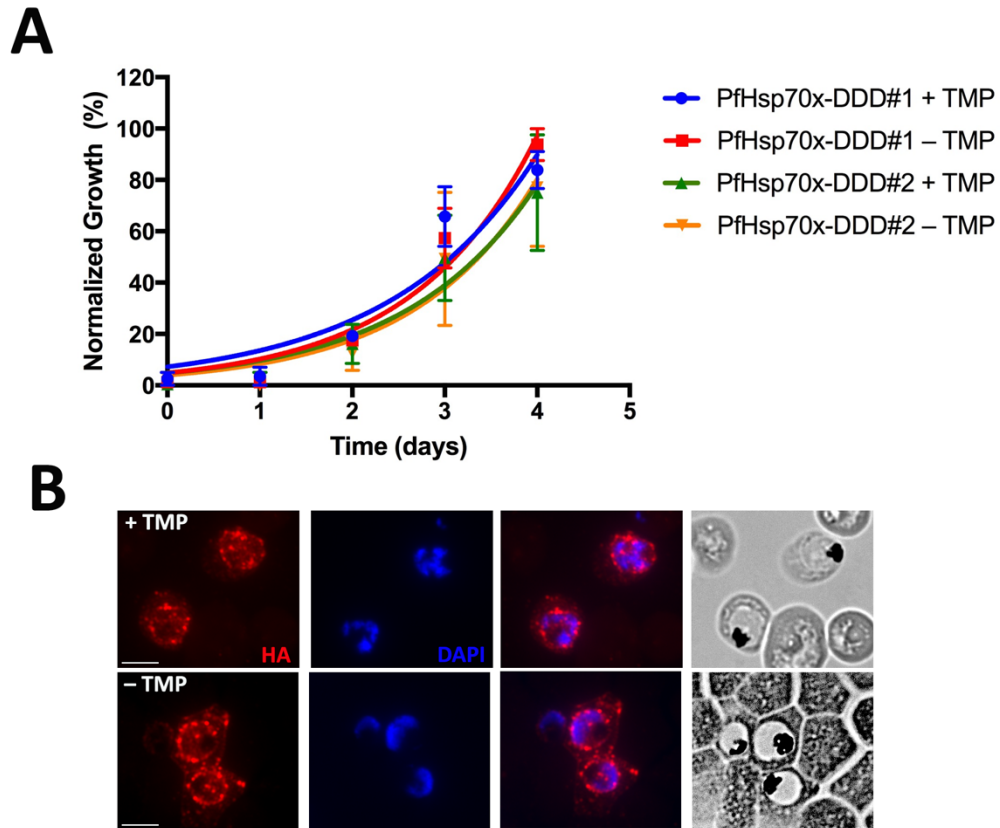 A
Normalized Growth (%)
120
100
80
60
40
20
0
0 1 2 3 4 5
Time (days)
PfHsp70x-DDD#1 + TMP
PfHsp70x-DDD#1 – TMP
PfHsp70x-DDD#2 + TMP
PfHsp70x-DDD#2 – TMP
B
+ TMP
HA
DAPI
– TMP